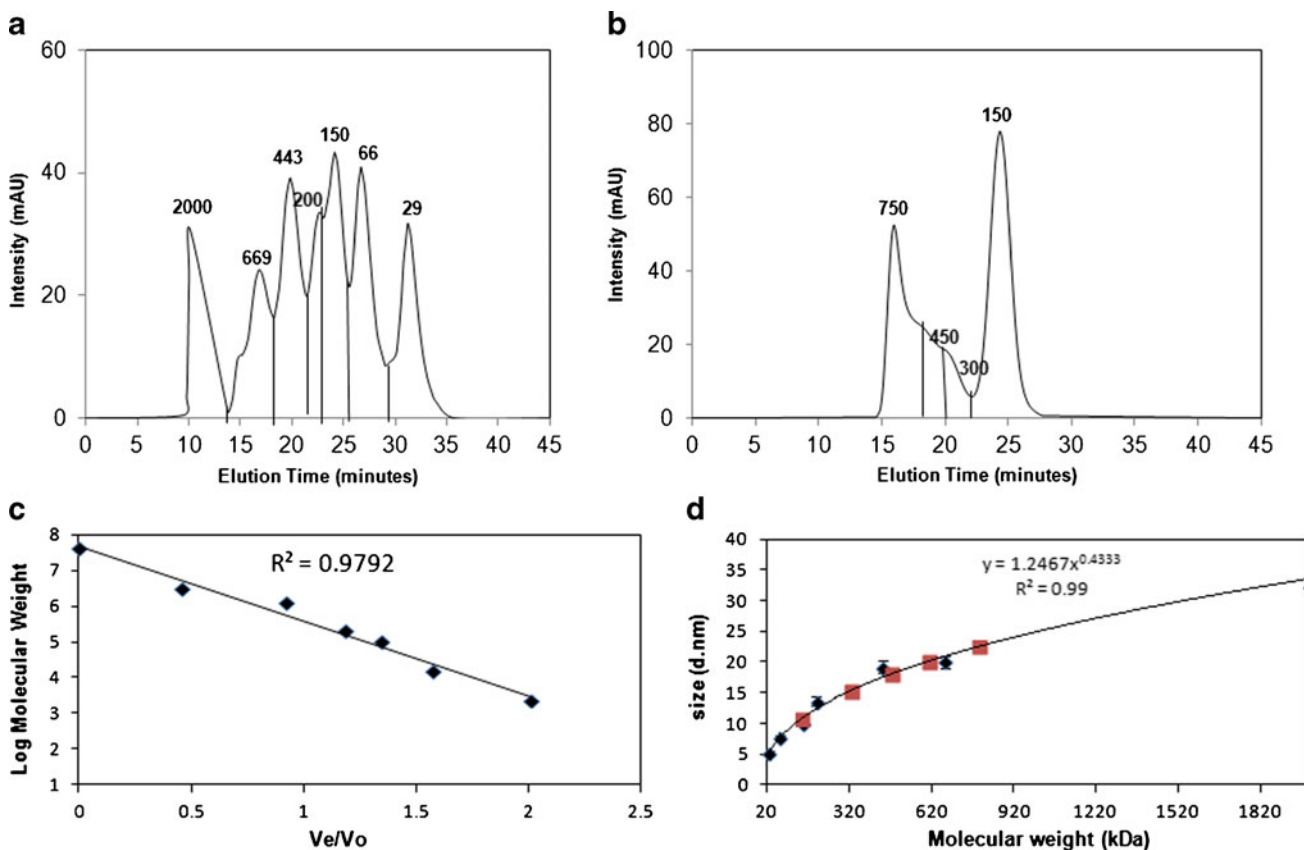 a
60
40
20
0
Intensity (mAU)
2000
669
443
200
150
66
29
0 5 10 15 20 25 30 35 40 45
Elution Time (minutes)
b
100
80
60
40
20
0
Intensity (mAU)
750
450
300
150
0 5 10 15 20 25 30 35 40 45
Elution Time (minutes)
c
8
7
6
5
4
3
2
1
Log Molecular Weight
R² = 0.9792
0 0.5 1 1.5 2 2.5
Ve/Vo
d
40
35
30
25
20
15
10
5
0
size (d.nm)
y = 1.2467x^0.4333
R² = 0.99
20 320 620 920 1220 1520 1820
Molecular weight (kDa)